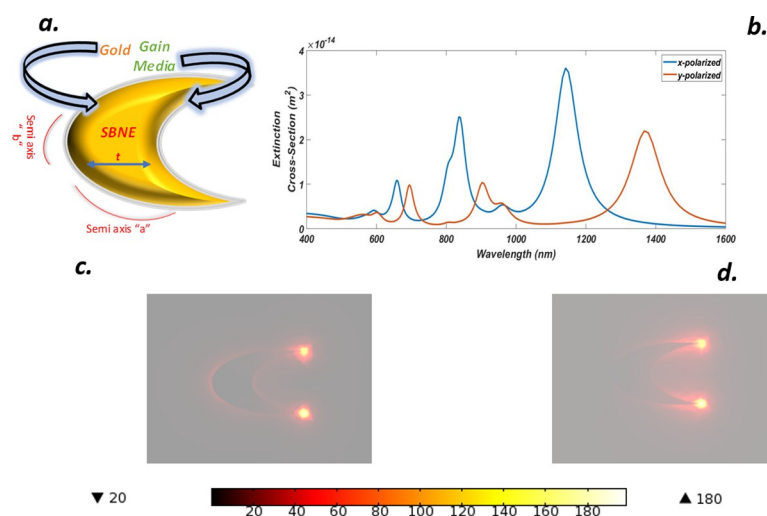 a.
b.
Gold Gain
Media
SBNE
t
Semi axis
"b"
Semi axis "a"
×10⁻¹⁴
x-polarized
y-polarized
4
3
2
1
0
Extinction
Cross-Section (m²)
400 600 800 1000 1200 1400 1600
Wavelength (nm)
c.
d.
▼ 20
20 40 60 80 100 120 140 160 180
▲ 180